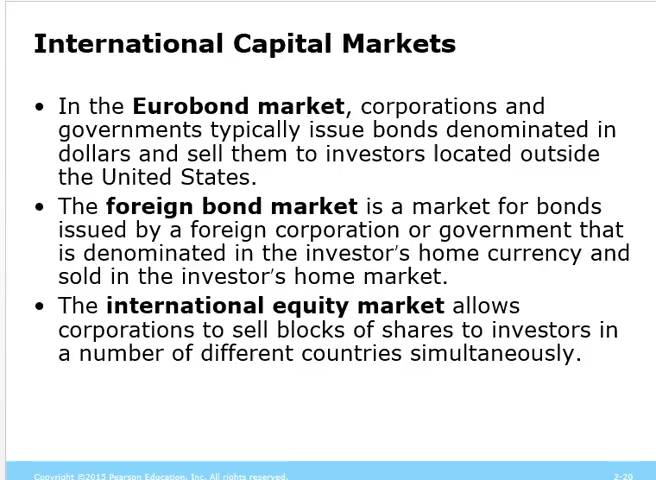 International Capital Markets
• In the Eurobond market, corporations and
governments typically issue bonds denominated in
dollars and sell them to investors located outside
the United States.
• The foreign bond market is a market for bonds
issued by a foreign corporation or government that
is denominated in the investor′s home currency and
sold in the investor′s home market.
• The international equity market allows
corporations to sell blocks of shares to investors in
a number of different countries simultaneously.
Copyright ©2015 Pearson Education, Inc. All rights reserved.
2-20